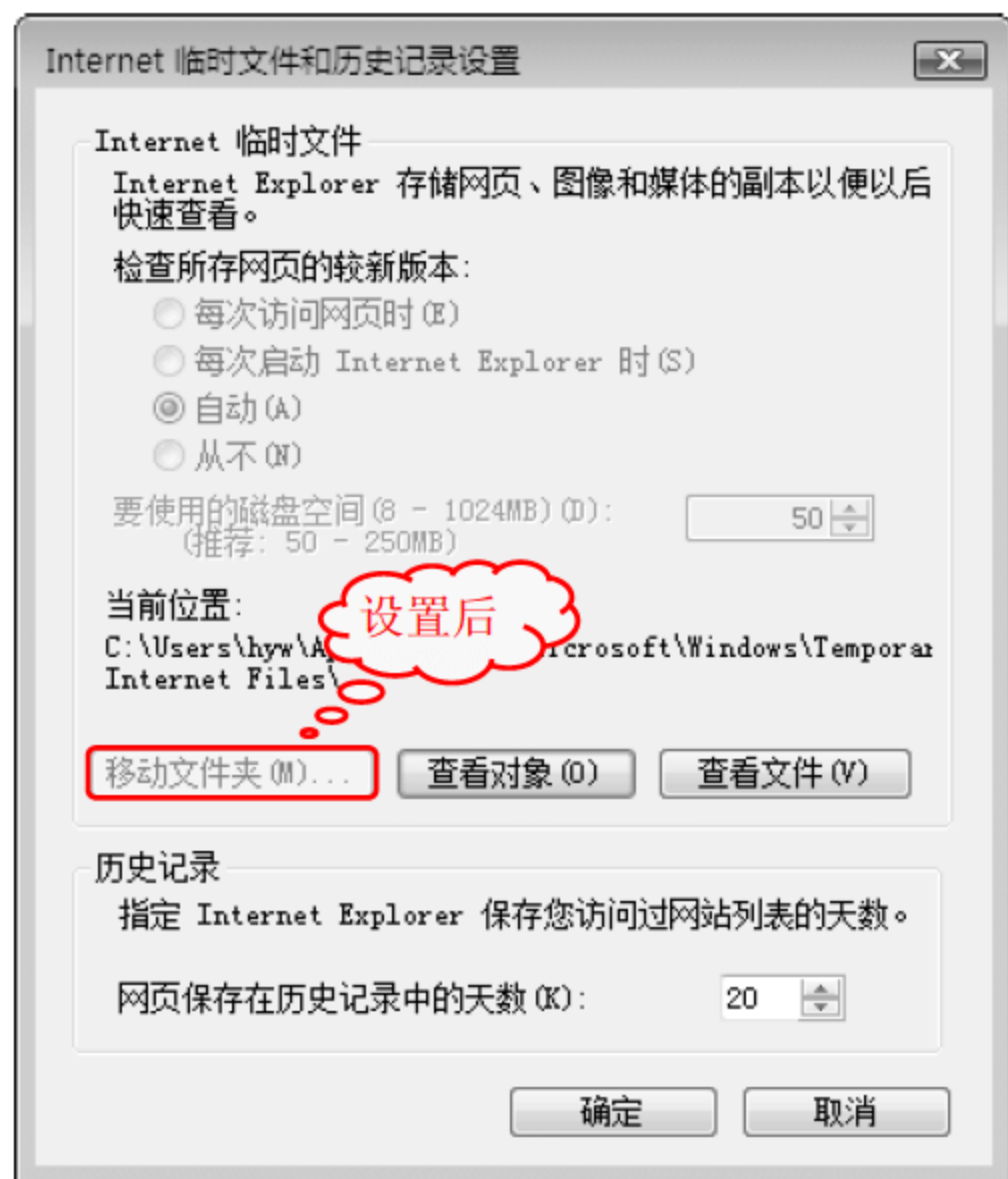 Internet 临时文件和历史记录设置
Internet 临时文件
Internet Explorer 存储网页、图像和媒体的副本以便以后
快速查看。
检查所存网页的较新版本:
每次访问网页时(E)
每次启动 Internet Explorer 时(S)
自动(A)
从不(N)
要使用的磁盘空间(8 - 1024MB)(D): 50
(推荐: 50 - 250MB)
当前位置:
设置后
C:\Users\hyw\ \Windows\Temporar
Internet Files\
移动文件夹(M)... 查看对象(O) 查看文件(V)
历史记录
指定 Internet Explorer 保存您访问过网站列表的天数。
网页保存在历史记录中的天数(K): 20
确定 取消